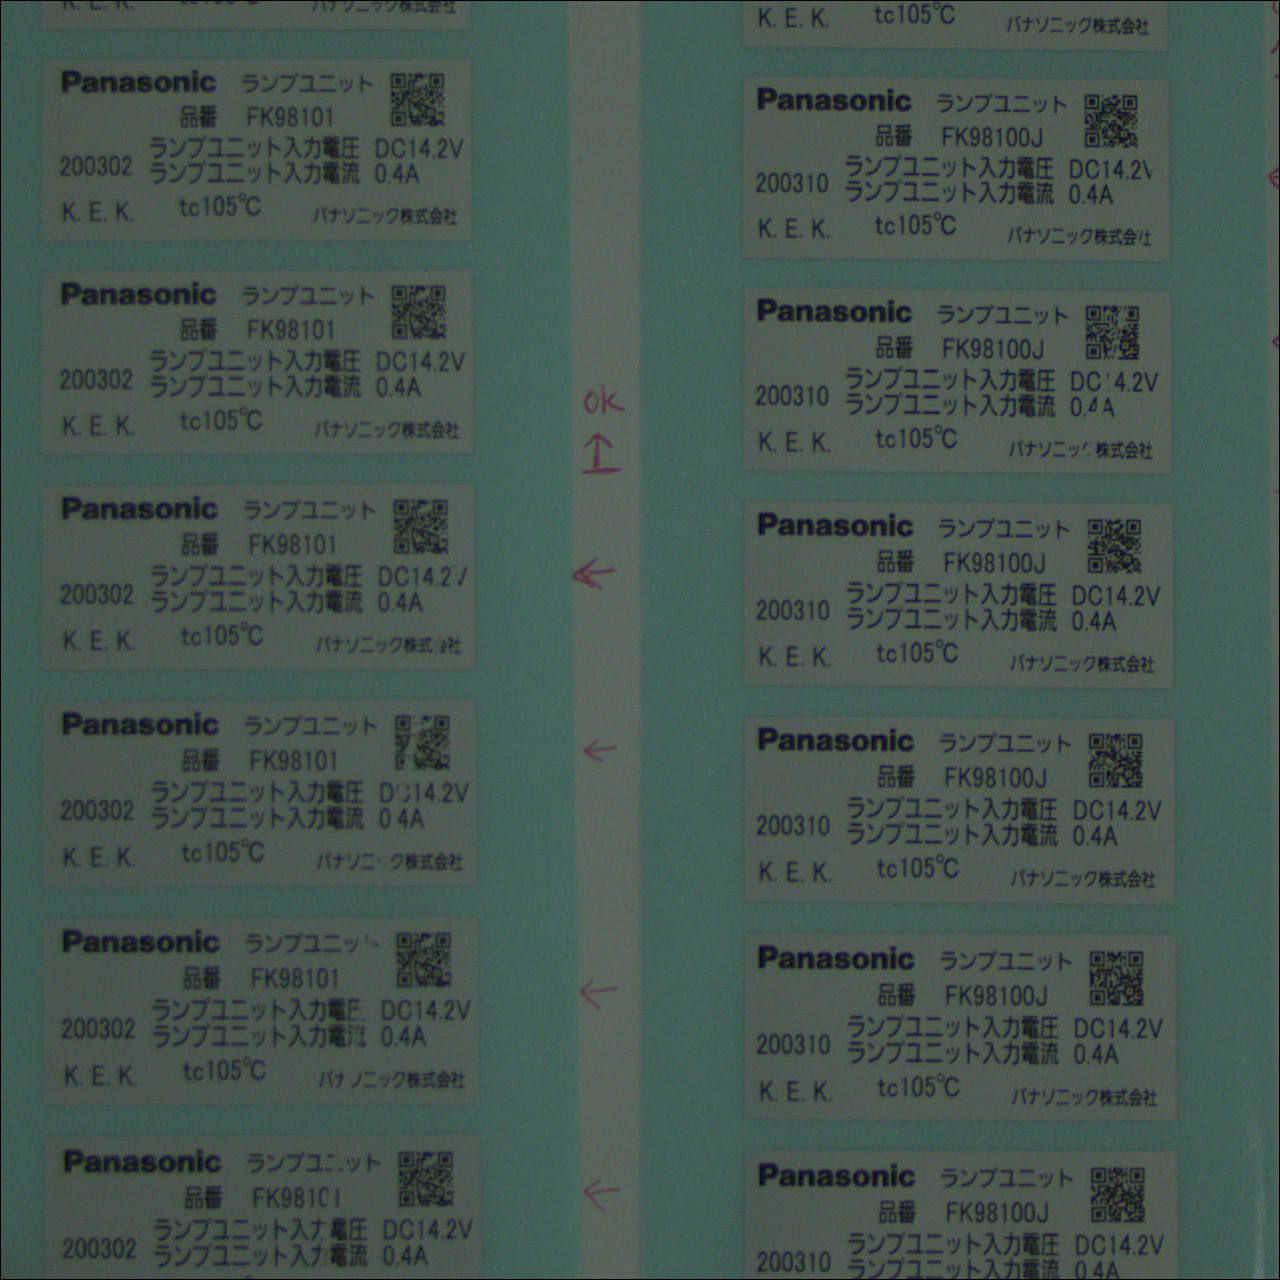 K. E. K. tc105℃ パナソニック株式会社
Panasonic ランプユニット
品番 FK98101
ランプユニット入力電圧 DC14.2V
200302 ランプユニット入力電流 0.4A
K. E. K. tc105℃ パナソニック株式会社
Panasonic ランプユニット
品番 FK98101
ランプユニット入力電圧 DC14.2V
200302 ランプユニット入力電流 0.4A
K. E. K. tc105℃ パナソニック株式会社
Panasonic ランプユニット
品番 FK98101
ランプユニット入力電圧 DC14.2V
200302 ランプユニット入力電流 0.4A
K. E. K. tc105℃ パナソニック株式会社
Panasonic ランプユニット
品番 FK98101
ランプユニット入力電圧 DC14.2V
200302 ランプユニット入力電流 0 4A
K. E. K. tc105℃ パナソニック株式会社
Panasonic ランプユニット
品番 FK98101
ランプユニット入力電圧 DC14.2V
200302 ランプユニット入力電流 0.4A
K. E. K. tc105℃ パナソニック株式会社
Panasonic ランプユニット
品番 FK98101
ランプユニット入力電圧 DC14.2V
200302 ランプユニット入力電流 0.4A
OK
K. E. K. tc105℃ パナソニック株式会社
Panasonic ランプユニット
品番 FK98100J
ランプユニット入力電圧 DC14.2V
200310 ランプユニット入力電流 0.4A
K. E. K. tc105℃ パナソニック株式会社
Panasonic ランプユニット
品番 FK98100J
ランプユニット入力電圧 DC14.2V
200310 ランプユニット入力電流 0.4A
K. E. K. tc105℃ パナソニック株式会社
Panasonic ランプユニット
品番 FK98100J
ランプユニット入力電圧 DC14.2V
200310 ランプユニット入力電流 0.4A
K. E. K. tc105℃ パナソニック株式会社
Panasonic ランプユニット
品番 FK98100J
ランプユニット入力電圧 DC14.2V
200310 ランプユニット入力電流 0.4A
K. E. K. tc105℃ パナソニック株式会社
Panasonic ランプユニット
品番 FK98100J
ランプユニット入力電圧 DC14.2V
200310 ランプユニット入力電流 0.4A
K. E. K. tc105℃ パナソニック株式会社
Panasonic ランプユニット
品番 FK98100J
ランプユニット入力電圧 DC14.2V
200310 ランプユニット入力電流 0.4A